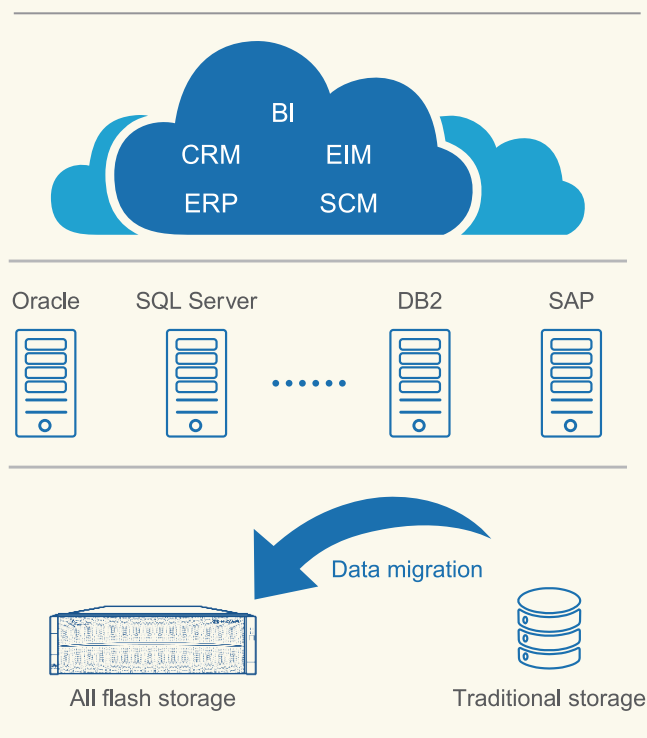 BI
CRM EIM
ERP SCM
Oracle SQL Server DB2 SAP
Data migration
All flash storage Traditional storage